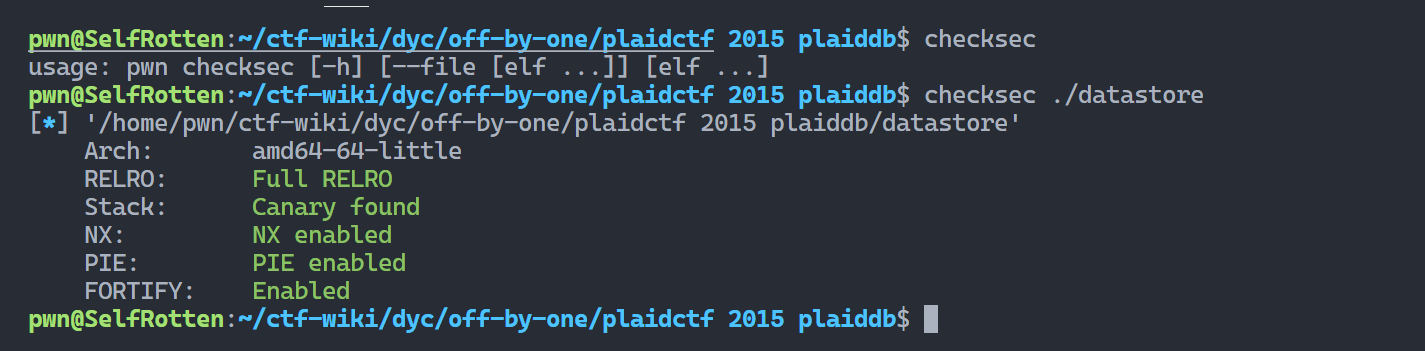 pwn@SelfRotten:~/ctf-wiki/dyc/off-by-one/plaidctf 2015 plaiddb$ checksec
usage: pwn checksec [-h] [--file [elf ...]] [elf ...]
pwn@SelfRotten:~/ctf-wiki/dyc/off-by-one/plaidctf 2015 plaiddb$ checksec ./datastore
[*] '/home/pwn/ctf-wiki/dyc/off-by-one/plaidctf 2015 plaiddb/datastore'
    Arch:     amd64-64-little
    RELRO:    Full RELRO
    Stack:    Canary found
    NX:       NX enabled
    PIE:      PIE enabled
    FORTIFY:  Enabled
pwn@SelfRotten:~/ctf-wiki/dyc/off-by-one/plaidctf 2015 plaiddb$